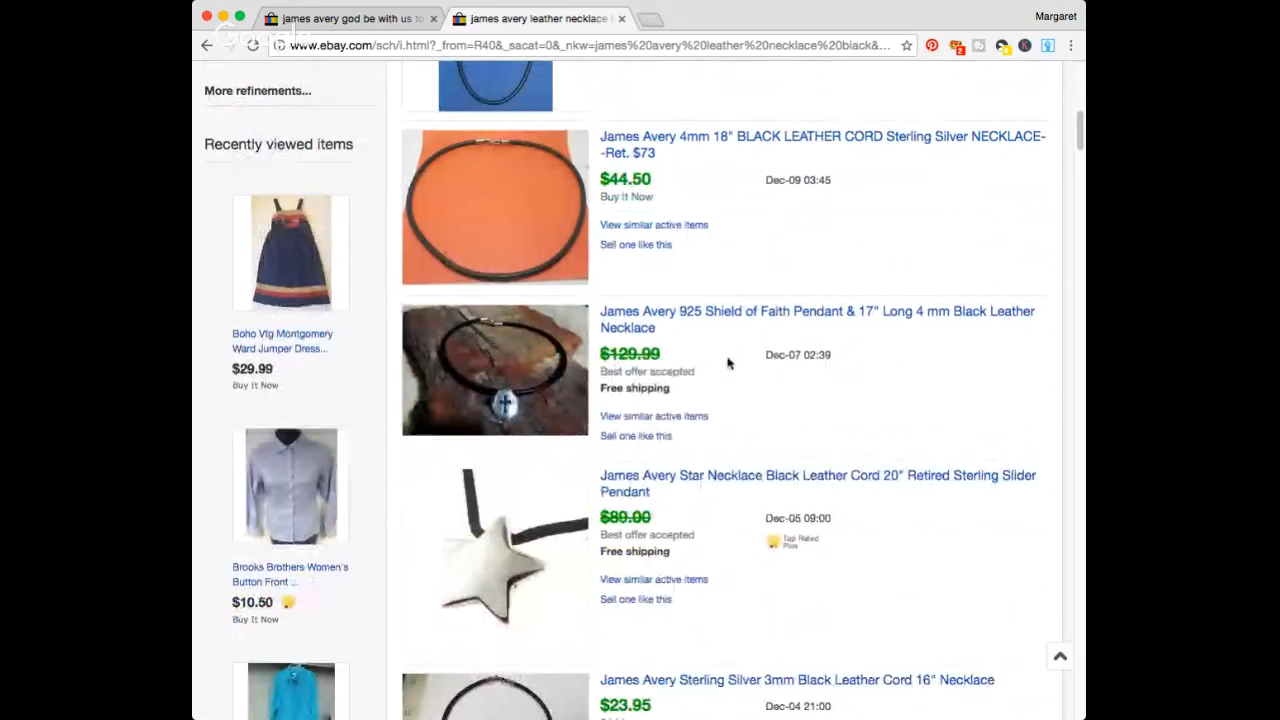 james avery god be with us to
james avery leather necklace
Margaret
Google
www.ebay.com/sch/i.html?_from=R40&_sacat=0&_nkw=james%20avery%20leather%20necklace%20black&...
2
More refinements...
Recently viewed items
Boho Vtg Montgomery
Ward Jumper Dress...
$29.99
Buy It Now
Brooks Brothers Women's
Button Front ...
$10.50
Buy It Now
James Avery 4mm 18" BLACK LEATHER CORD Sterling Silver NECKLACE-
-Ret. $73
$44.50
Dec-09 03:45
Buy It Now
View similar active items
Sell one like this
James Avery 925 Shield of Faith Pendant & 17" Long 4 mm Black Leather
Necklace
$129.99
Dec-07 02:39
Best offer accepted
Free shipping
View similar active items
Sell one like this
James Avery Star Necklace Black Leather Cord 20" Retired Sterling Slider
Pendant
$89.00
Dec-05 09:00
Best offer accepted
Top Rated
Plus
Free shipping
View similar active items
Sell one like this
James Avery Sterling Silver 3mm Black Leather Cord 16" Necklace
$23.95
Dec-04 21:00